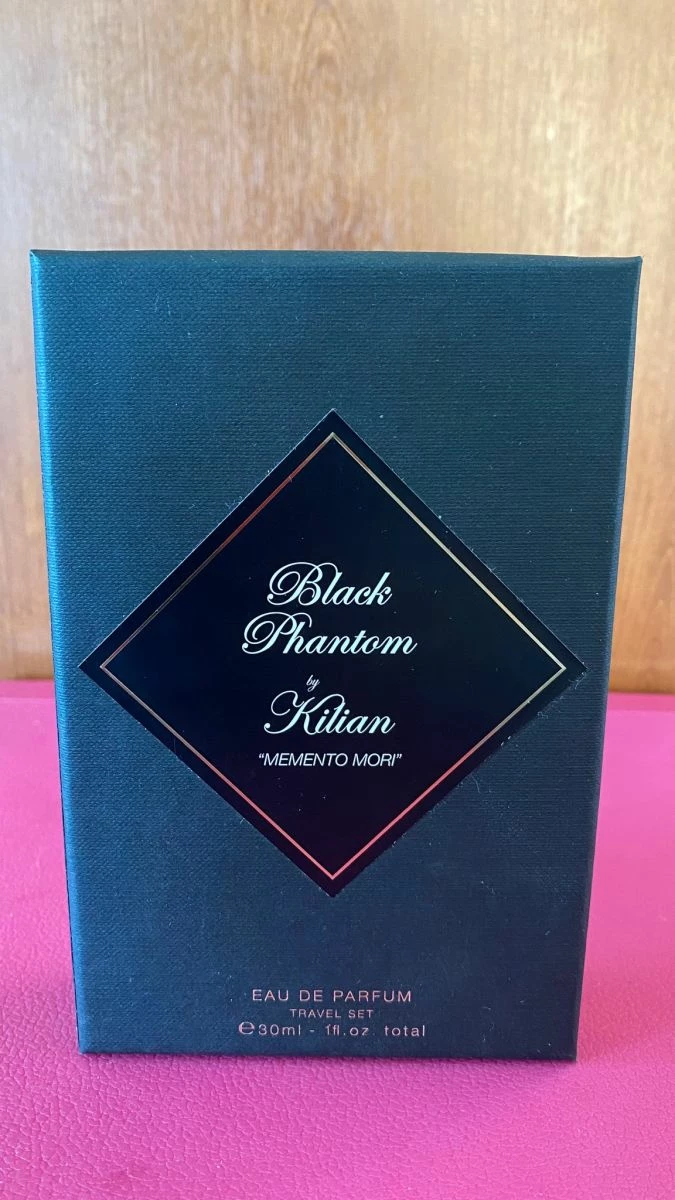 Black
Phantom
by
Kilian
“MEMENTO MORI”
EAU DE PARFUM
TRAVEL SET
℮30ml - 1fl.oz. total